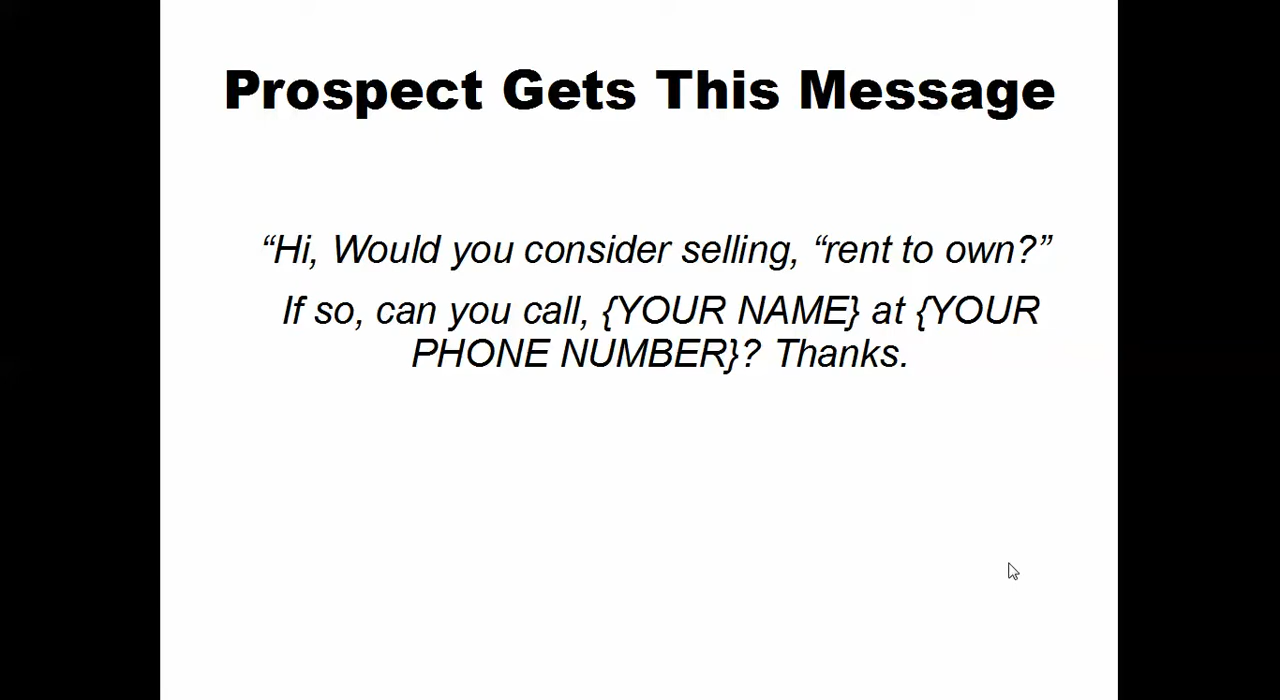 Prospect Gets This Message
“Hi, Would you consider selling, “rent to own?”
If so, can you call, {YOUR NAME} at {YOUR
PHONE NUMBER}? Thanks.